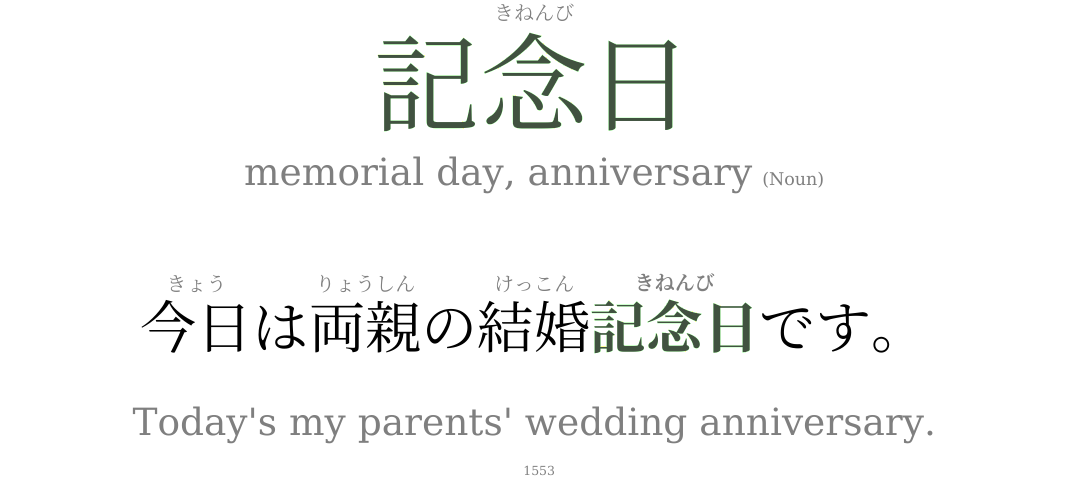 きねんび
記念日
memorial day, anniversary (Noun)
きょう りょうしん けっこん きねんび
今日は両親の結婚記念日です。
Today's my parents' wedding anniversary.
1553